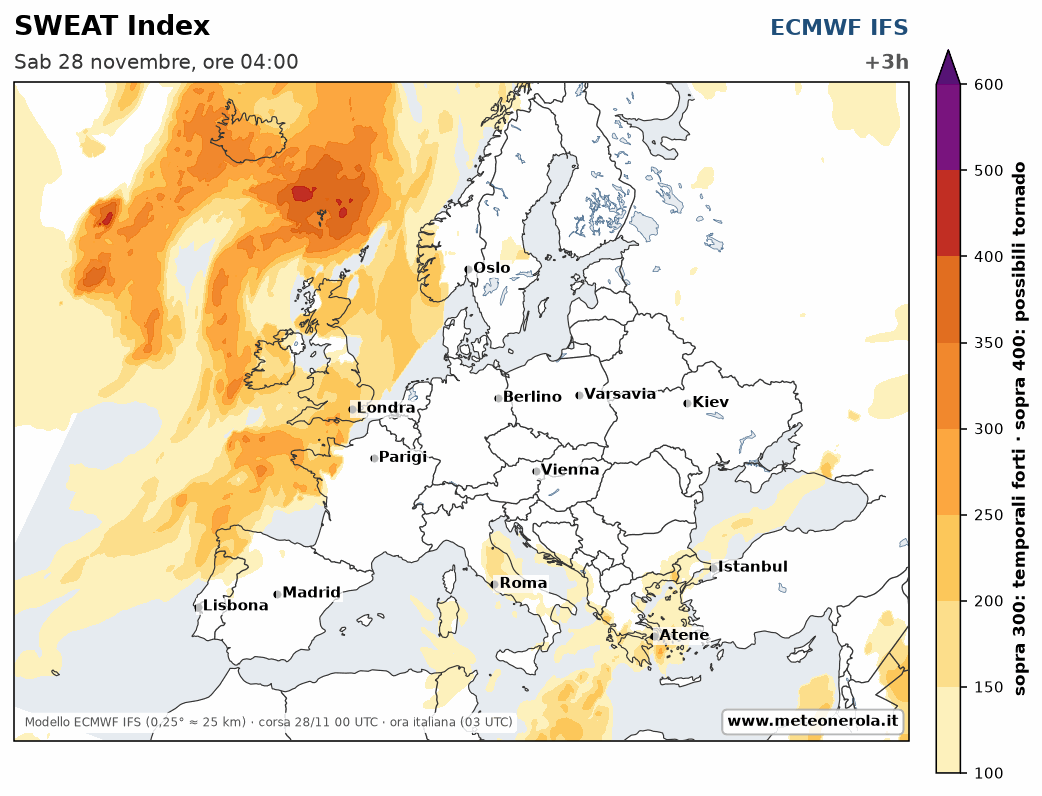 SWEAT Index
ECMWF IFS
Sab 28 novembre, ore 04:00
+3h
Oslo
Londra
Berlino
Varsavia
Kiev
Parigi
Vienna
Istanbul
Roma
Madrid
Lisbona
Atene
Modello ECMWF IFS (0,25° ≈ 25 km) · corsa 28/11 00 UTC · ora italiana (03 UTC)
www.meteonerola.it
600
500
400
350
300
250
200
150
100
sopra 300: temporali forti · sopra 400: possibili tornado